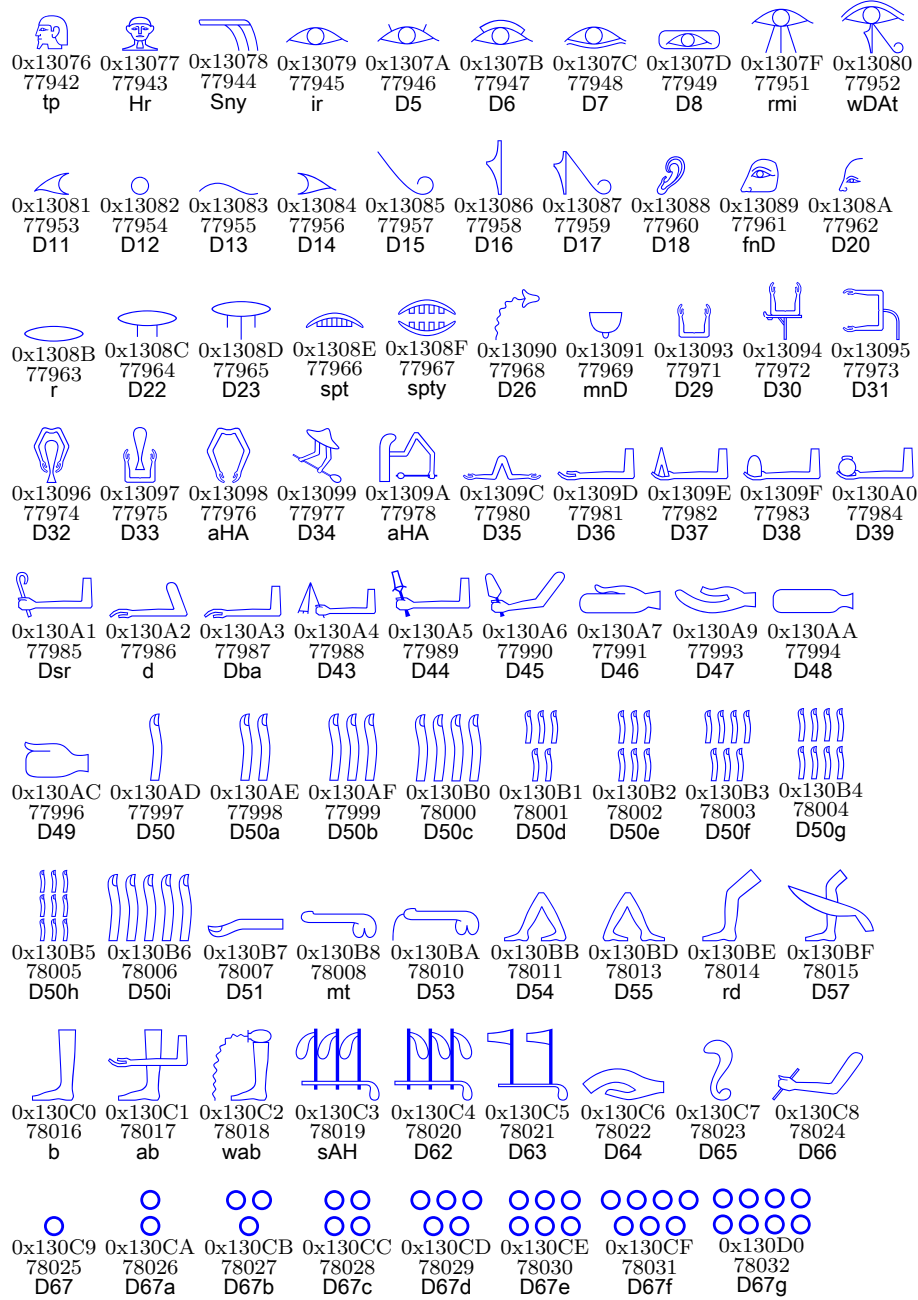 0x13076 0x13077 0x13078 0x13079 0x1307A 0x1307B 0x1307C 0x1307D 0x1307F 0x13080
77942 77943 77944 77945 77946 77947 77948 77949 77951 77952
tp Hr Sny ir D5 D6 D7 D8 rmi wDAt
0x13081 0x13082 0x13083 0x13084 0x13085 0x13086 0x13087 0x13088 0x13089 0x1308A
77953 77954 77955 77956 77957 77958 77959 77960 77961 77962
D11 D12 D13 D14 D15 D16 D17 D18 fnD D20
0x1308B 0x1308C 0x1308D 0x1308E 0x1308F 0x13090 0x13091 0x13093 0x13094 0x13095
77963 77964 77965 77966 77967 77968 77969 77971 77972 77973
r D22 D23 spt spty D26 mnD D29 D30 D31
0x13096 0x13097 0x13098 0x13099 0x1309A 0x1309C 0x1309D 0x1309E 0x1309F 0x130A0
77974 77975 77976 77977 77978 77980 77981 77982 77983 77984
D32 D33 aHA D34 aHA D35 D36 D37 D38 D39
0x130A1 0x130A2 0x130A3 0x130A4 0x130A5 0x130A6 0x130A7 0x130A9 0x130AA
77985 77986 77987 77988 77989 77990 77991 77993 77994
Dsr d Dba D43 D44 D45 D46 D47 D48
0x130AC 0x130AD 0x130AE 0x130AF 0x130B0 0x130B1 0x130B2 0x130B3 0x130B4
77996 77997 77998 77999 78000 78001 78002 78003 78004
D49 D50 D50a D50b D50c D50d D50e D50f D50g
0x130B5 0x130B6 0x130B7 0x130B8 0x130BA 0x130BB 0x130BD 0x130BE 0x130BF
78005 78006 78007 78008 78010 78011 78013 78014 78015
D50h D50i D51 mt D53 D54 D55 rd D57
0x130C0 0x130C1 0x130C2 0x130C3 0x130C4 0x130C5 0x130C6 0x130C7 0x130C8
78016 78017 78018 78019 78020 78021 78022 78023 78024
b ab wab sAH D62 D63 D64 D65 D66
0x130C9 0x130CA 0x130CB 0x130CC 0x130CD 0x130CE 0x130CF 0x130D0
78025 78026 78027 78028 78029 78030 78031 78032
D67 D67a D67b D67c D67d D67e D67f D67g